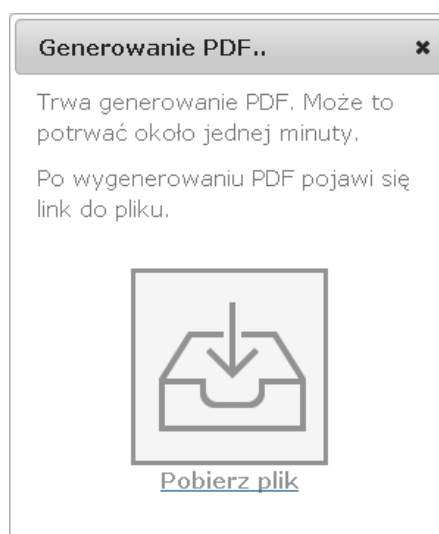 Generowanie PDF..
Trwa generowanie PDF. Może to
potrwać około jednej minuty.
Po wygenerowaniu PDF pojawi się
link do pliku.
Pobierz plik